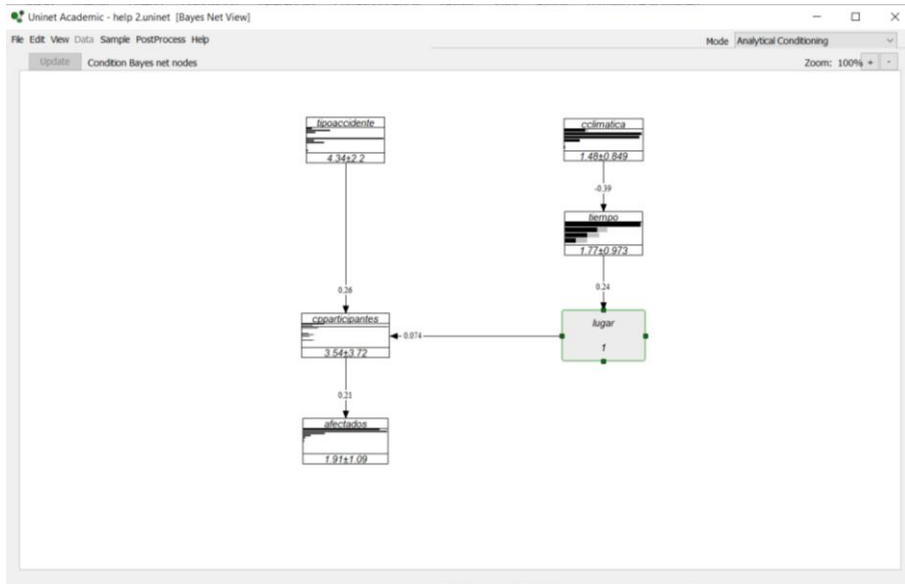 Uninet Academic - help 2.uninet [Bayes Net View]
File Edit View Data Sample PostProcess Help
Mode Analytical Conditioning
Update Condition Bayes net nodes
Zoom: 100% + -
tipoaccidente
4.34±2.2
cclimatica
1.48±0.849
-0.39
tiempo
1.77±0.973
0.26
0.24
cpparticipantes
3.54±3.72
0.074
lugar
1
0.21
afectados
1.91±1.09